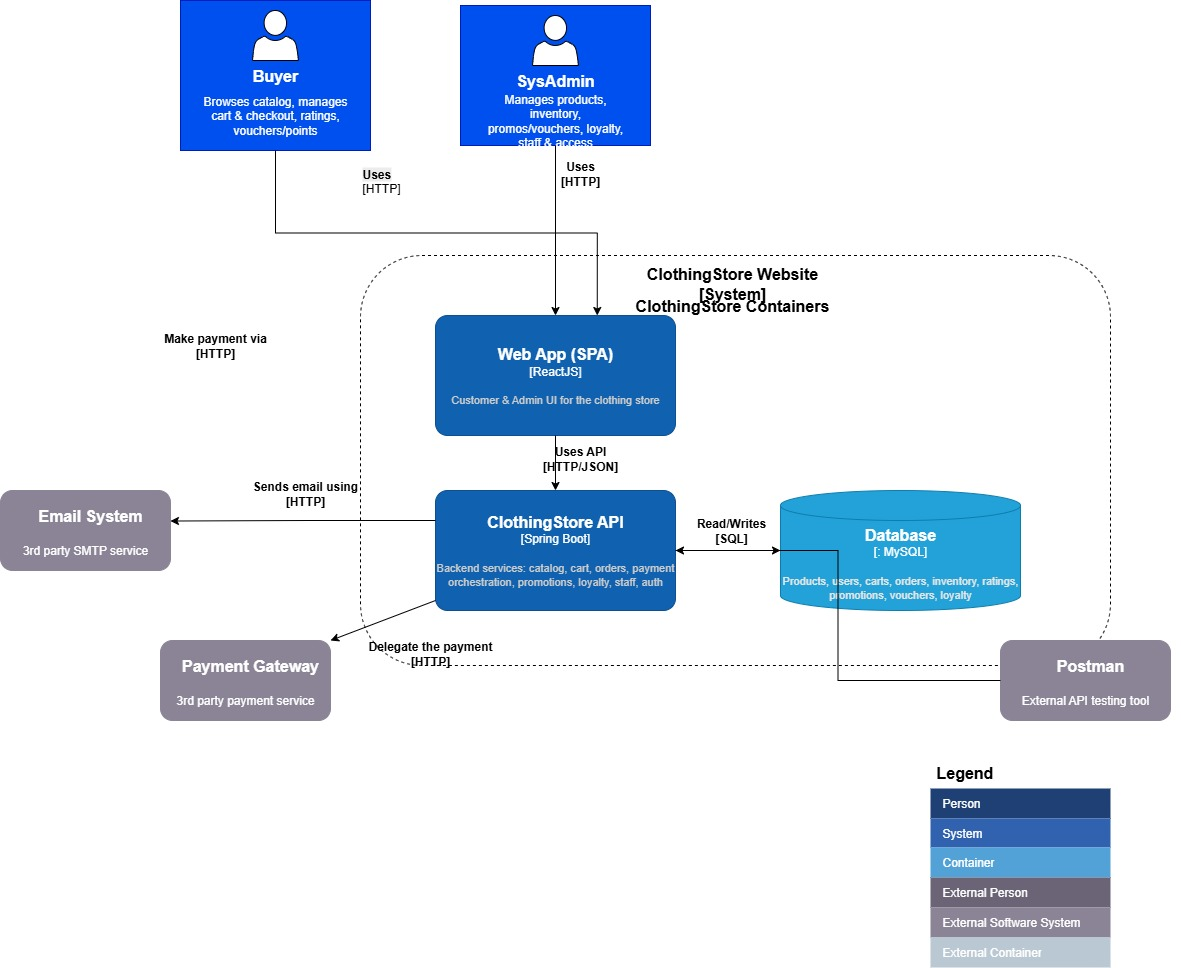 Buyer
Browses catalog, manages
cart & checkout, ratings,
vouchers/points
SysAdmin
Manages products,
inventory,
promos/vouchers, loyalty,
staff & access
Uses
[HTTP]
Uses
[HTTP]
ClothingStore Website
[System]
ClothingStore Containers
Make payment via
[HTTP]
Web App (SPA)
[ReactJS]
Customer & Admin UI for the clothing store
Uses API
[HTTP/JSON]
Sends email using
[HTTP]
Email System
3rd party SMTP service
ClothingStore API
[Spring Boot]
Backend services: catalog, cart, orders, payment
orchestration, promotions, loyalty, staff, auth
Read/Writes
[SQL]
Database
[: MySQL]
Products, users, carts, orders, inventory, ratings,
promotions, vouchers, loyalty
Delegate the payment
[HTTP]
Payment Gateway
3rd party payment service
Postman
External API testing tool
Legend
Person
System
Container
External Person
External Software System
External Container